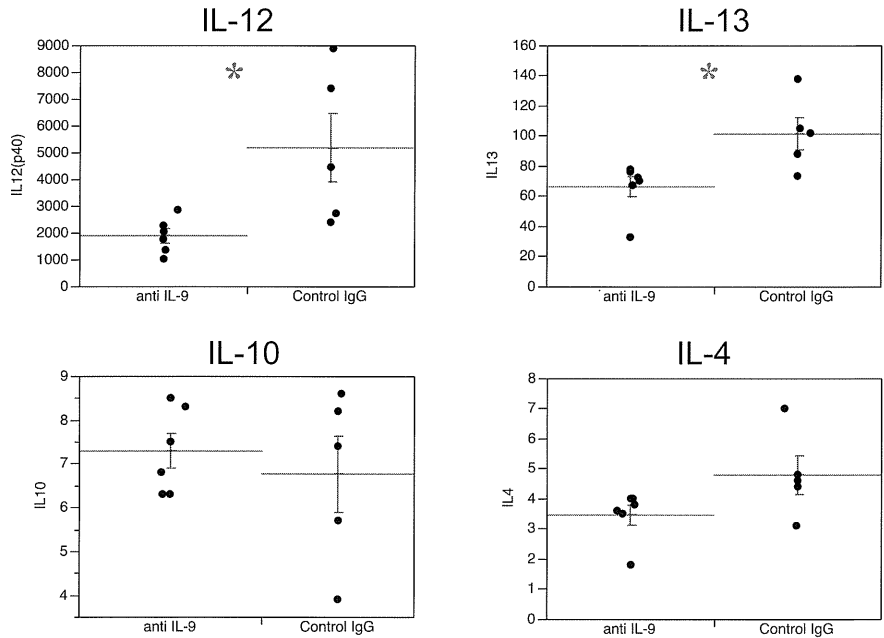 IL-12
9000
8000
7000
6000
5000
4000
3000
2000
1000
0
IL12(p40)
*
anti IL-9
Control IgG
IL-13
160
140
120
100
80
60
40
20
0
IL13
*
anti IL-9
Control IgG
IL-10
9
8
7
6
5
4
IL10
anti IL-9
Control IgG
IL-4
8
7
6
5
4
3
2
1
0
IL4
anti IL-9
Control IgG